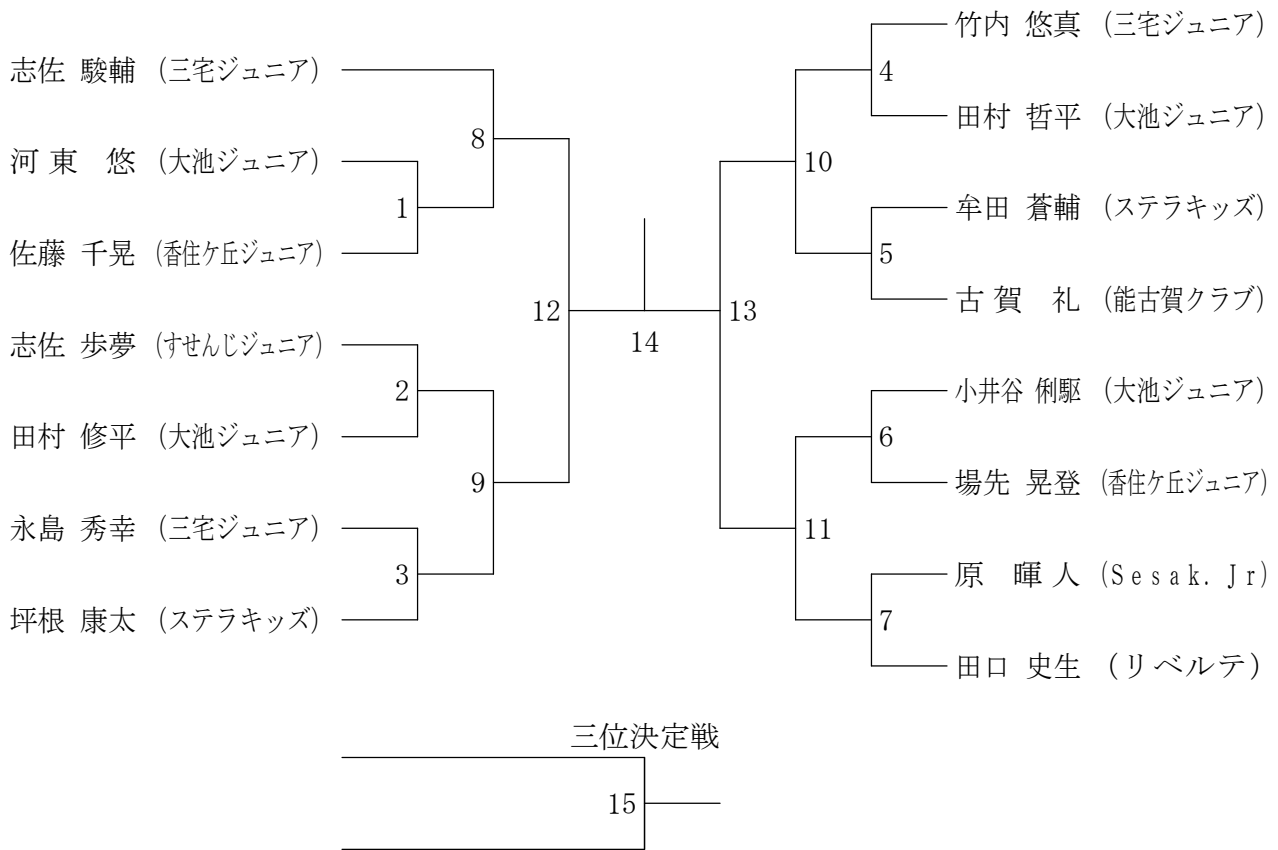 志佐 駿輔 (三宅ジュニア)
河東 悠 (大池ジュニア)
佐藤 千晃 (香住ケ丘ジュニア)
志佐 歩夢 (すせんじジュニア)
田村 修平 (大池ジュニア)
永島 秀幸 (三宅ジュニア)
坪根 康太 (ステラキッズ)
8
1
2
9
3
12
14
13
10
11
4
5
6
7
竹内 悠真 (三宅ジュニア)
田村 哲平 (大池ジュニア)
牟田 蒼輔 (ステラキッズ)
古賀 礼 (能古賀クラブ)
小井谷 俐駆 (大池ジュニア)
場先 晃登 (香住ケ丘ジュニア)
原 暉人 (Sesak. Jr)
田口 史生 (リベルテ)
三位決定戦
15